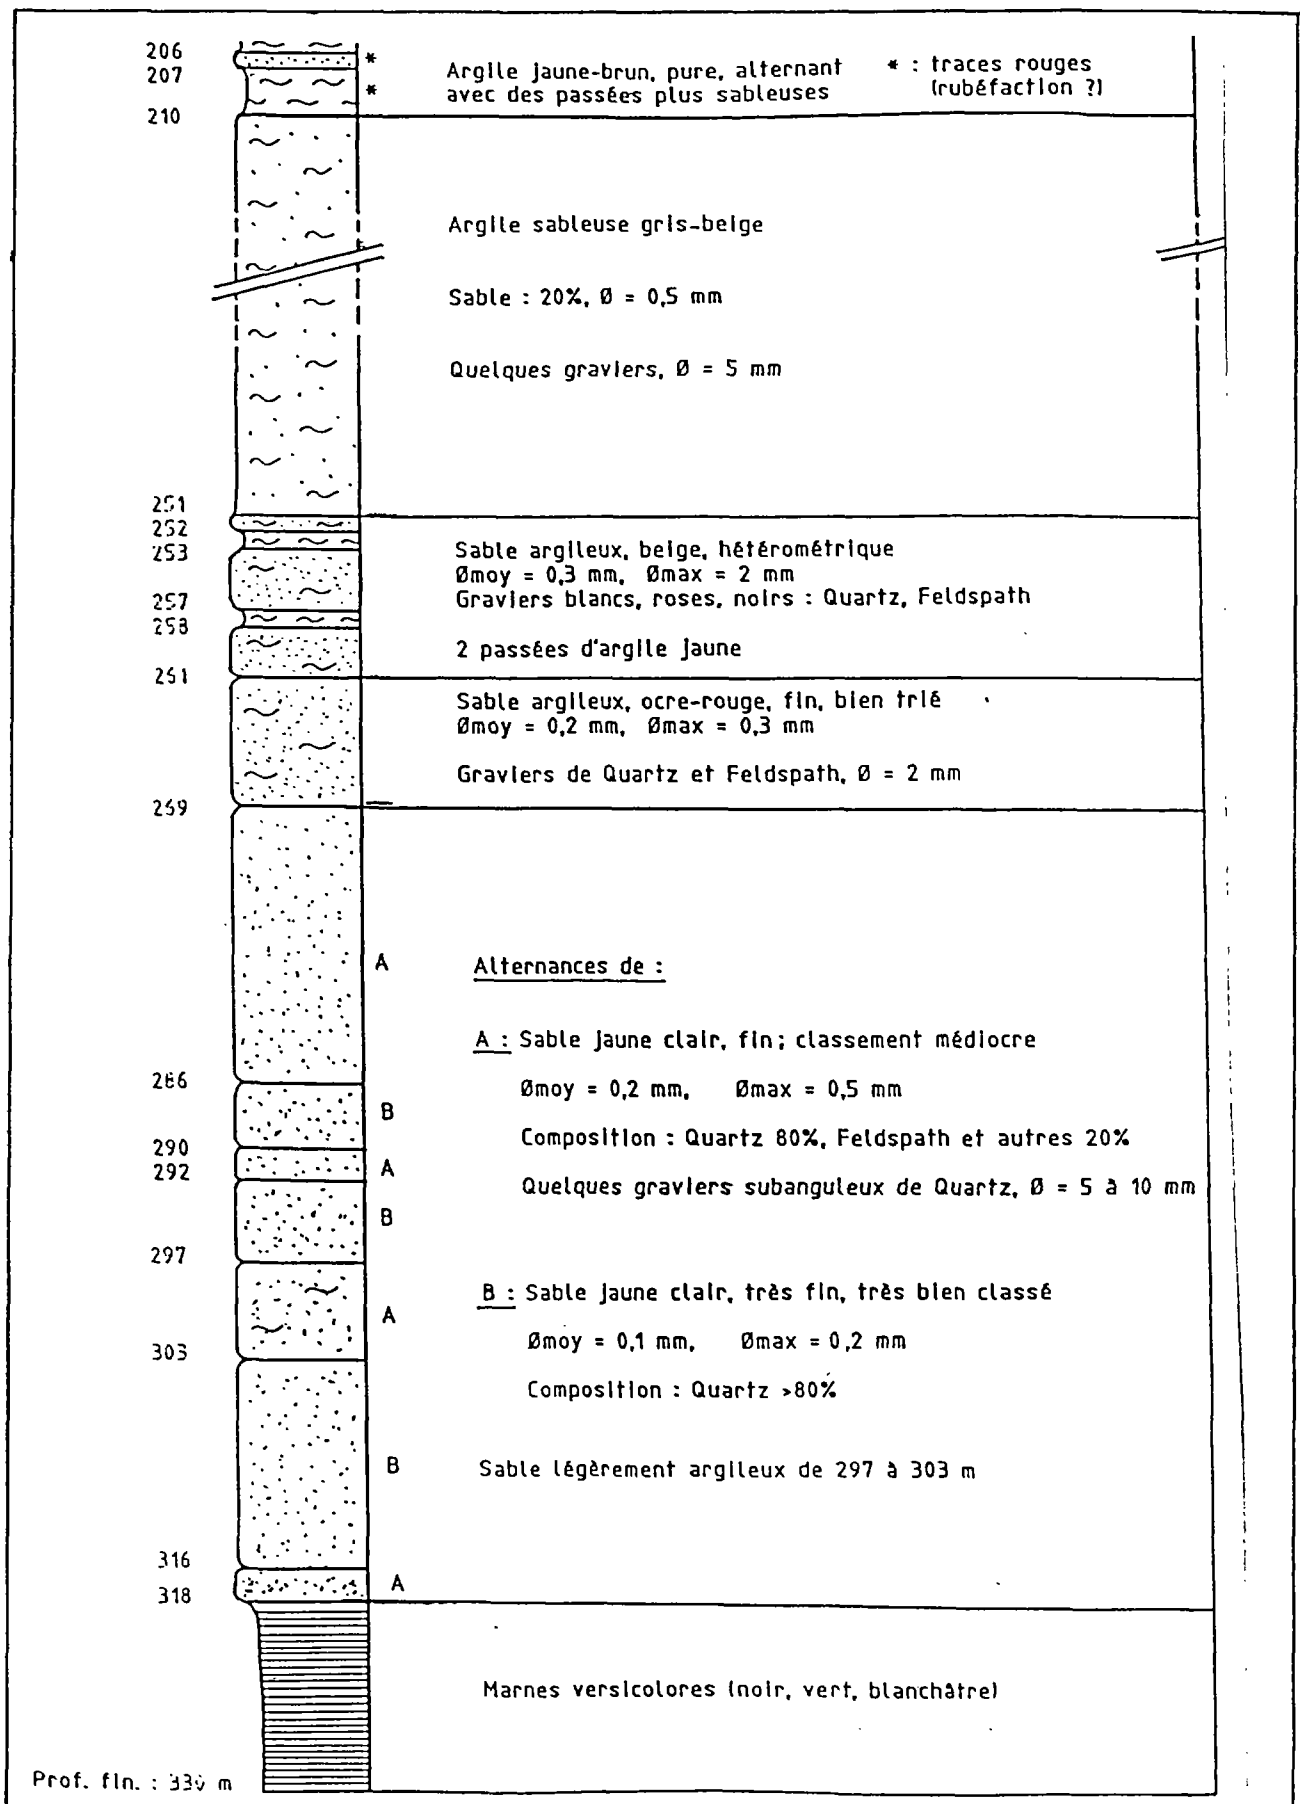 206
207
210
*
*
Argile jaune-brun, pure, alternant
avec des passées plus sableuses
* : traces rouges
(rubéfaction ?)
Argile sableuse gris-beige
Sable : 20%, Ø = 0,5 mm
Quelques graviers, Ø = 5 mm
251
252
253
257
258
261
Sable argileux, beige, hétérométrique
Ømoy = 0,3 mm, Ømax = 2 mm
Graviers blancs, roses, noirs : Quartz, Feldspath
2 passées d'argile jaune
Sable argileux, ocre-rouge, fin, bien trié
Ømoy = 0,2 mm, Ømax = 0,3 mm
Graviers de Quartz et Feldspath, Ø = 2 mm
269
A
Alternances de :
A : Sable jaune clair, fin; classement médiocre
286
Ømoy = 0,2 mm, Ømax = 0,5 mm
B
Composition : Quartz 80%, Feldspath et autres 20%
290
292
A
Quelques graviers subanguleux de Quartz, Ø = 5 à 10 mm
B
297
B : Sable jaune clair, très fin, très bien classé
A
Ømoy = 0,1 mm, Ømax = 0,2 mm
303
Composition : Quartz >80%
B
Sable légèrement argileux de 297 à 303 m
316
A
318
Marnes versicolores (noir, vert, blanchâtre)
Prof. fin. : 330 m